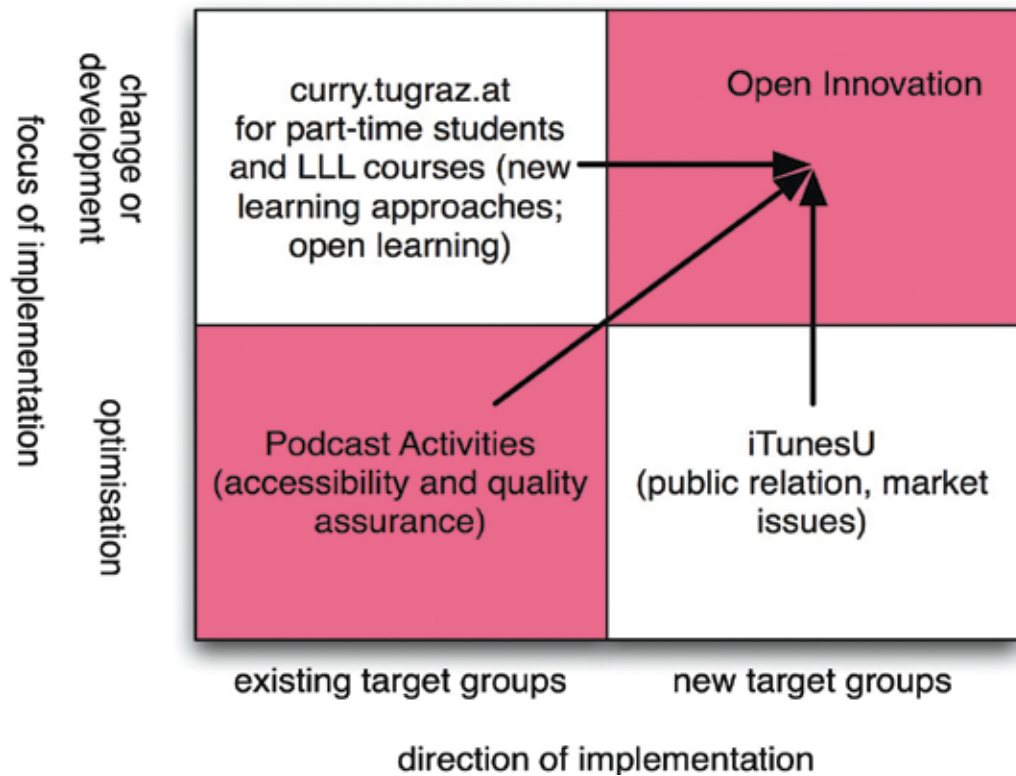 focus of implementation
change or
development
optimisation
curry.tugraz.at
for part-time students
and LLL courses (new
learning approaches;
open learning)
Open Innovation
Podcast Activities
(accessibility and quality
assurance)
iTunesU
(public relation, market
issues)
existing target groups
new target groups
direction of implementation